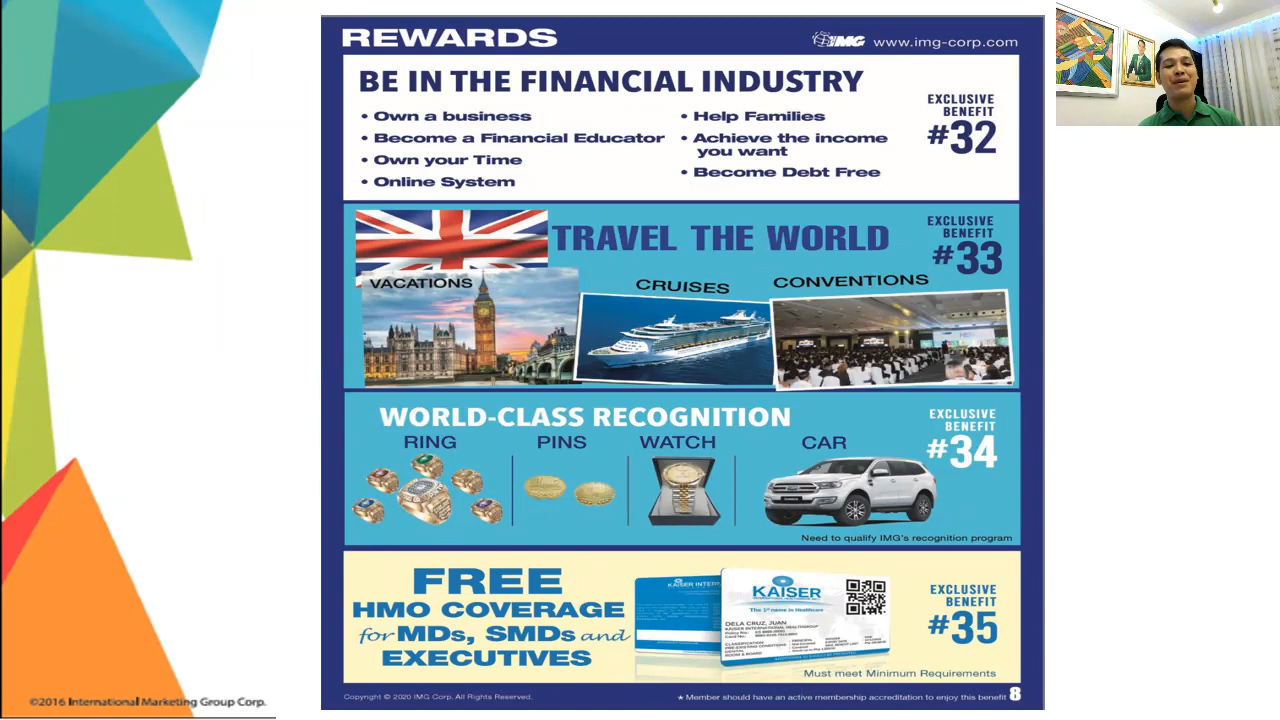 REWARDS
IMG www.img-corp.com
BE IN THE FINANCIAL INDUSTRY
• Own a business
• Become a Financial Educator
• Own your Time
• Online System
• Help Families
• Achieve the income
you want
• Become Debt Free
EXCLUSIVE
BENEFIT
#32
TRAVEL THE WORLD
EXCLUSIVE
BENEFIT
#33
VACATIONS
CRUISES
CONVENTIONS
WORLD-CLASS RECOGNITION
EXCLUSIVE
BENEFIT
#34
RING
PINS
WATCH
CAR
Need to qualify IMG's recognition program
FREE
HMO COVERAGE
for MDs, SMDs and
EXECUTIVES
KAISER INTER
KAISER
The 1st name in Healthcare
DELA CRUZ, JUAN
KAISER INTERNATIONAL HEALTHGROUP
EXCLUSIVE
BENEFIT
#35
Must meet Minimum Requirements
Copyright © 2020 IMG Corp. All Rights Reserved.
★ Member should have an active membership accreditation to enjoy this benefit 8
©2016 International Marketing Group Corp.